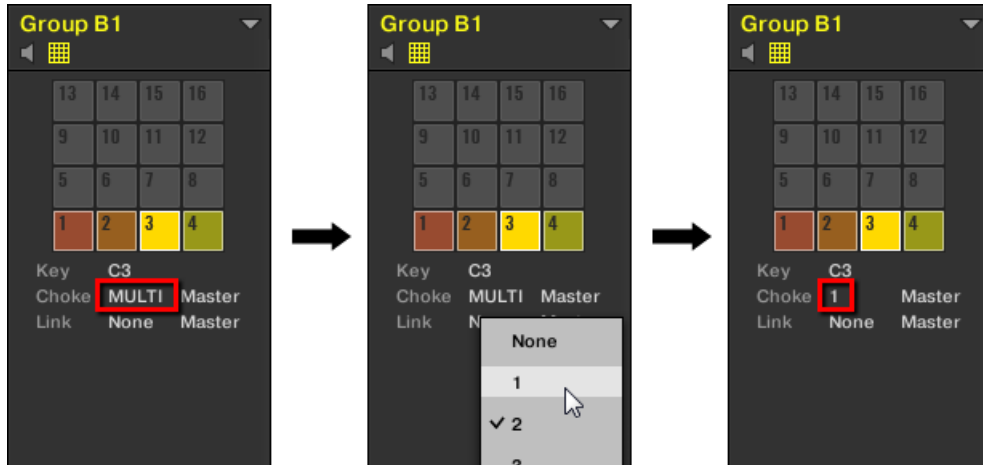 Group B1
13 14 15 16
9 10 11 12
5 6 7 8
1 2 3 4
Key C3
Choke MULTI Master
Link None Master
Group B1
13 14 15 16
9 10 11 12
5 6 7 8
1 2 3 4
Key C3
Choke MULTI Master
Link
None
1
2
Group B1
13 14 15 16
9 10 11 12
5 6 7 8
1 2 3 4
Key C3
Choke 1 Master
Link None Master